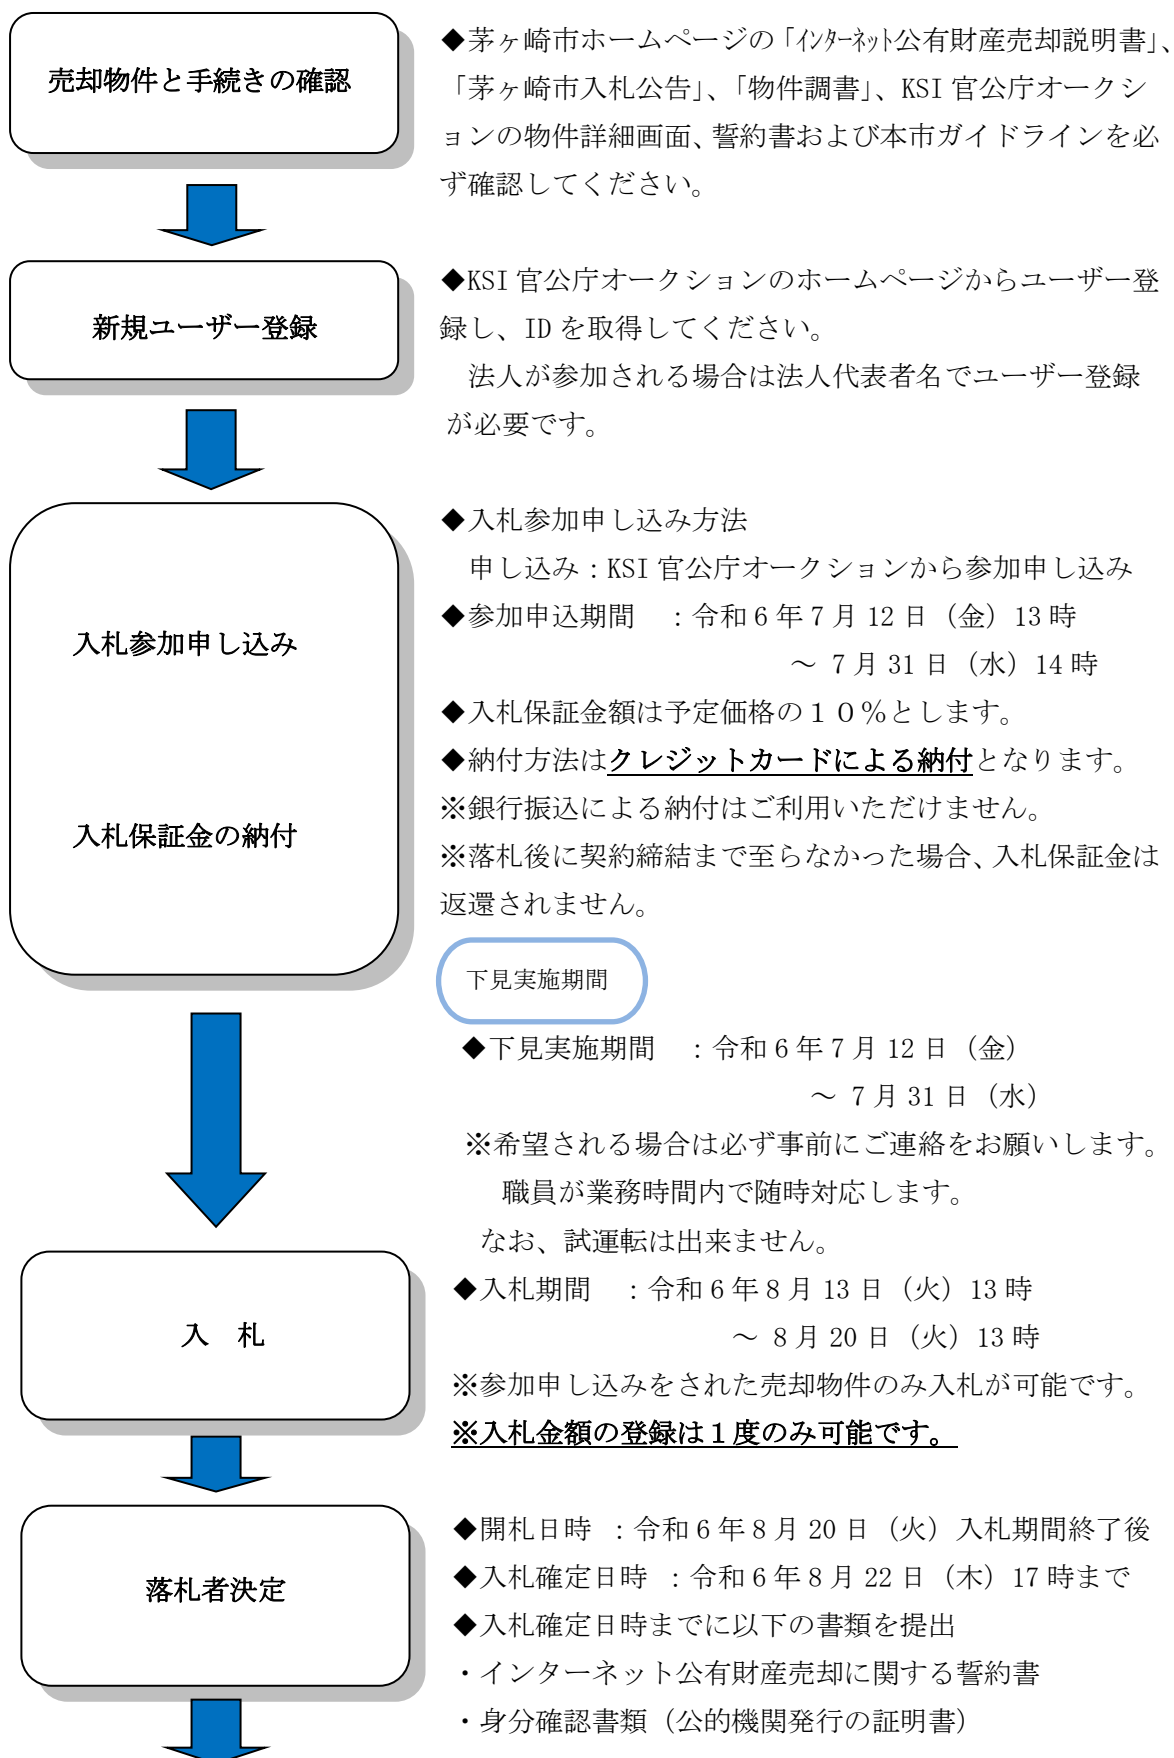 売却物件と手続きの確認
◆茅ヶ崎市ホームページの「インターネット公有財産売却説明書」、
「茅ヶ崎市入札公告」、「物件調書」、KSI 官公庁オークシ
ョンの物件詳細画面、誓約書および本市ガイドラインを必
ず確認してください。
新規ユーザー登録
◆KSI 官公庁オークションのホームページからユーザー登
録し、ID を取得してください。
法人が参加される場合は法人代表者名でユーザー登録
が必要です。
入札参加申し込み
◆入札参加申し込み方法
申し込み：KSI 官公庁オークションから参加申し込み
◆参加申込期間　：令和 6 年 7 月 12 日（金）13 時
～ 7 月 31 日（水）14 時
入札保証金の納付
◆入札保証金額は予定価格の１０％とします。
◆納付方法はクレジットカードによる納付となります。
※銀行振込による納付はご利用いただけません。
※落札後に契約締結まで至らなかった場合、入札保証金は
返還されません。
下見実施期間
◆下見実施期間　：令和 6 年 7 月 12 日（金）
～ 7 月 31 日（水）
※希望される場合は必ず事前にご連絡をお願いします。
職員が業務時間内で随時対応します。
なお、試運転は出来ません。
入　札
◆入札期間　：令和 6 年 8 月 13 日（火）13 時
～ 8 月 20 日（火）13 時
※参加申し込みをされた売却物件のみ入札が可能です。
※入札金額の登録は１度のみ可能です。
落札者決定
◆開札日時　：令和 6 年 8 月 20 日（火）入札期間終了後
◆入札確定日時　：令和 6 年 8 月 22 日（木）17 時まで
◆入札確定日時までに以下の書類を提出
・インターネット公有財産売却に関する誓約書
・身分確認書類（公的機関発行の証明書）